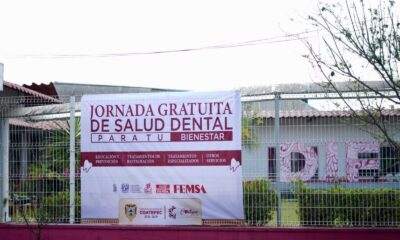 JORNADA GRATUITA
DE SALUD DENTAL
PARA TU BIENESTAR
EDUCACIÓN Y PREVENCIÓN
TRATAMIENTOS DE RESTAURACIÓN
TRATAMIENTOS ESPECIALIZADOS
OTROS SERVICIOS
FEMSA
COATEPEC
DIF